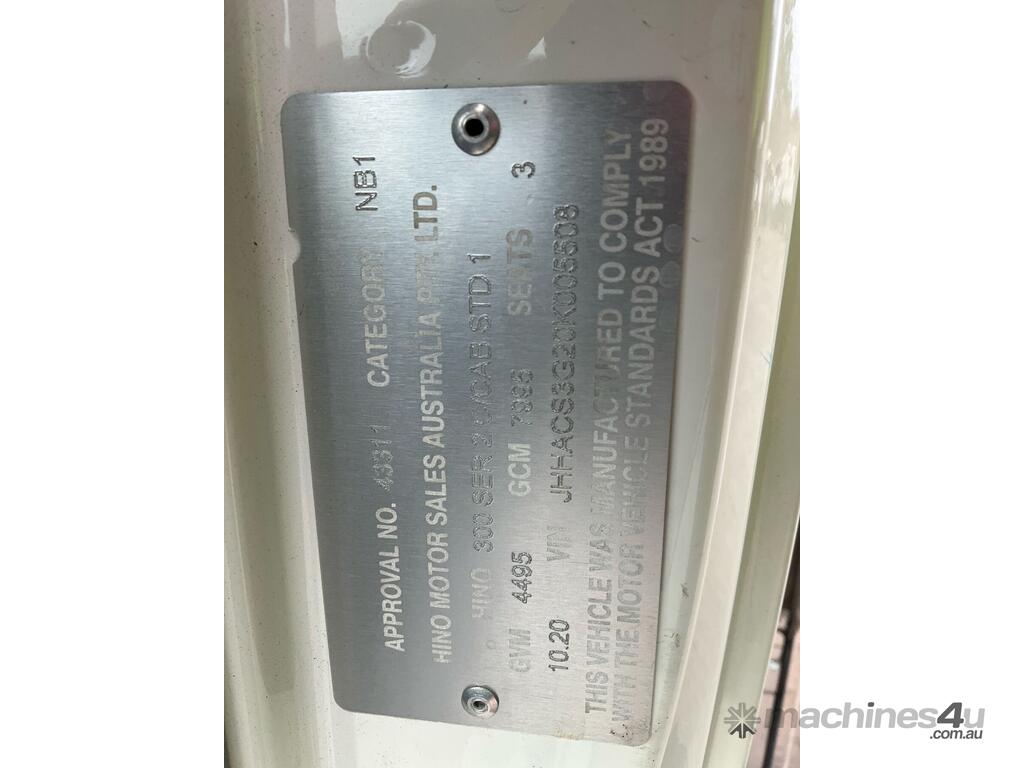 APPROVAL NO. 43311 CATEGORY NB1
HINO MOTOR SALES AUSTRALIA PTY. LTD.
HINO 300 SER 2 C/CAB STD 1
GVM 4495 GCM 7995 SEATS 3
10.20 VIN
THIS VEHICLE WAS MANUFACTURED TO COMPLY
WITH THE MOTOR VEHICLE STANDARDS ACT 1989
machines4u
.com.au